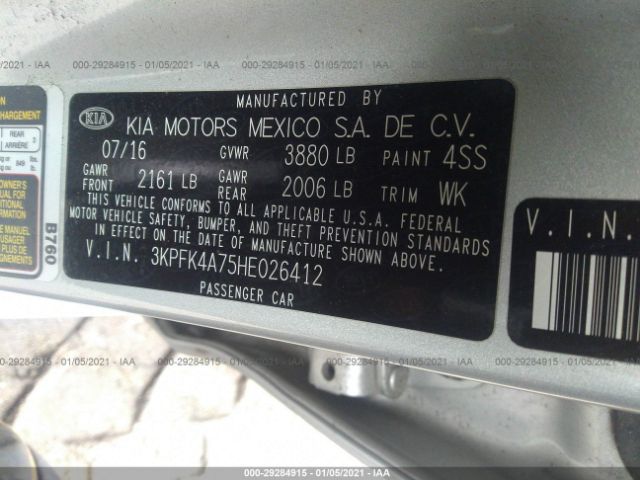 000-29284915 - 01/05/2021 - IAA
000-29284915 - 01/05/2021 - IAA
000-29284915 - 01/05/2021 - IAA
CHARGEMENT
REAR
ARRIÈRE
B760
MANUFACTURED BY
KIA
KIA MOTORS MEXICO S.A. DE C.V.
07/16 GVWR 3880 LB PAINT 4SS
GAWR FRONT 2161 LB GAWR REAR 2006 LB TRIM WK
THIS VEHICLE CONFORMS TO ALL APPLICABLE U.S.A. FEDERAL
MOTOR VEHICLE SAFETY, BUMPER, AND THEFT PREVENTION STANDARDS
IN EFFECT ON THE DATE OF MANUFACTURE SHOWN ABOVE.
V.I.N. 3KPFK4A75HE026412
PASSENGER CAR
V.I.N.
000-29284915 - 01/05/2021 - IAA
000-29284915 - 01/05/2021 - IAA
000-29284915 - 01/05/2021 - IAA
000-29284915 - 01/05/2021 - IAA